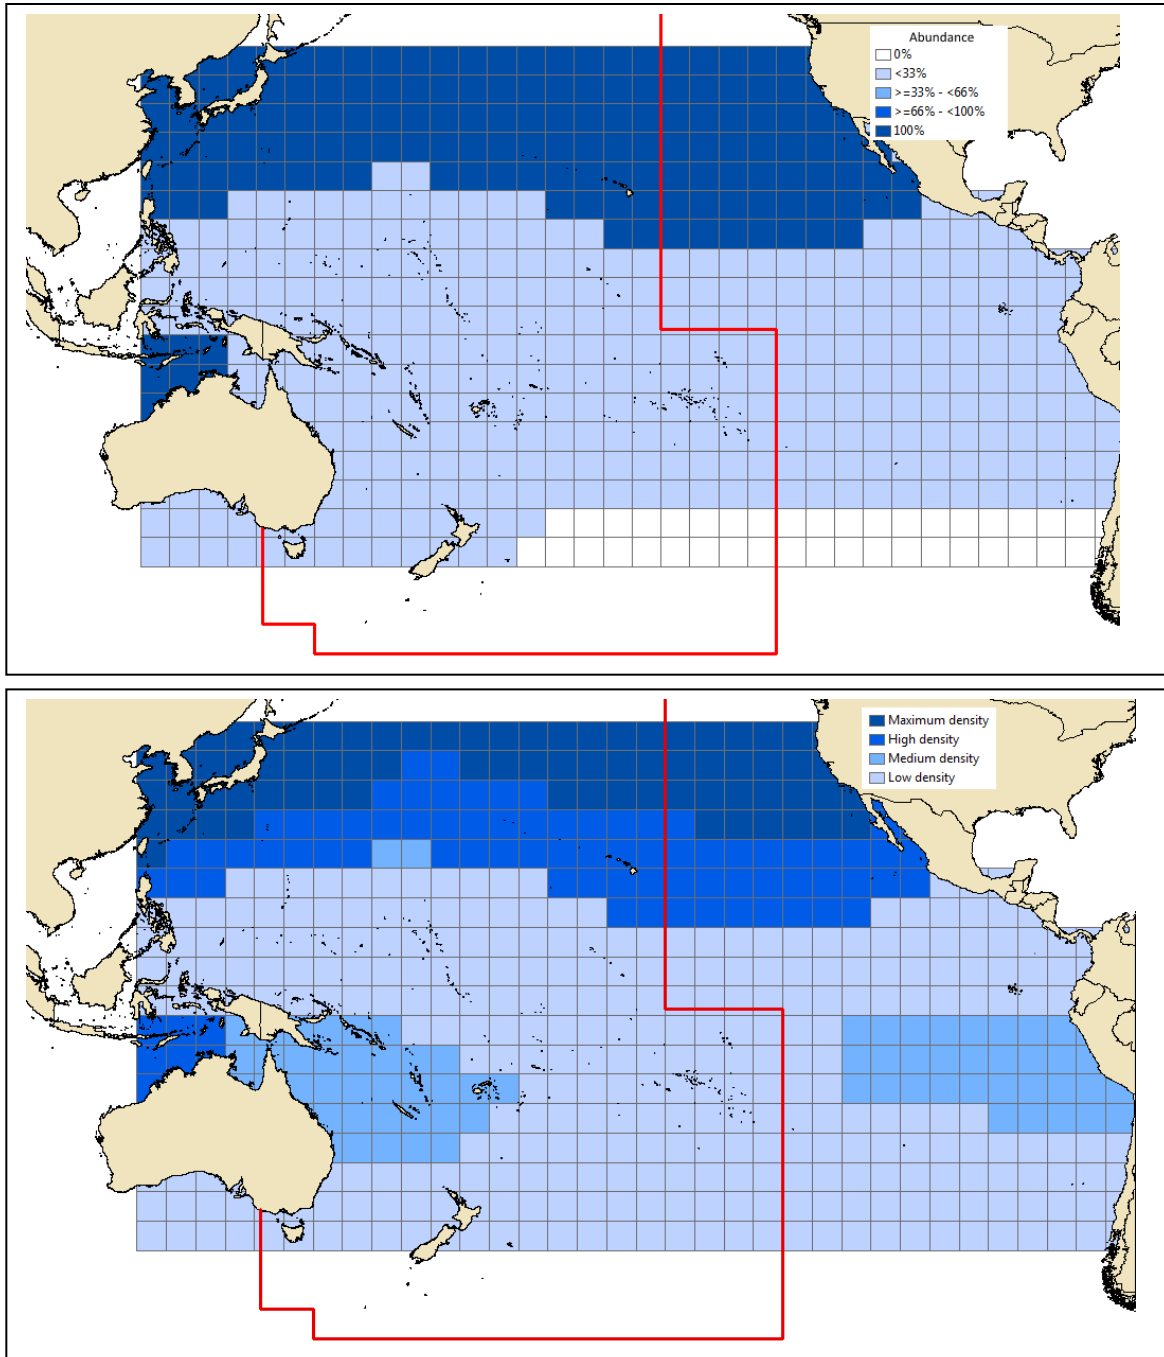 Abundance
0%
<33%
>=33% - <66%
>=66% - <100%
100%
Maximum density
High density
Medium density
Low density